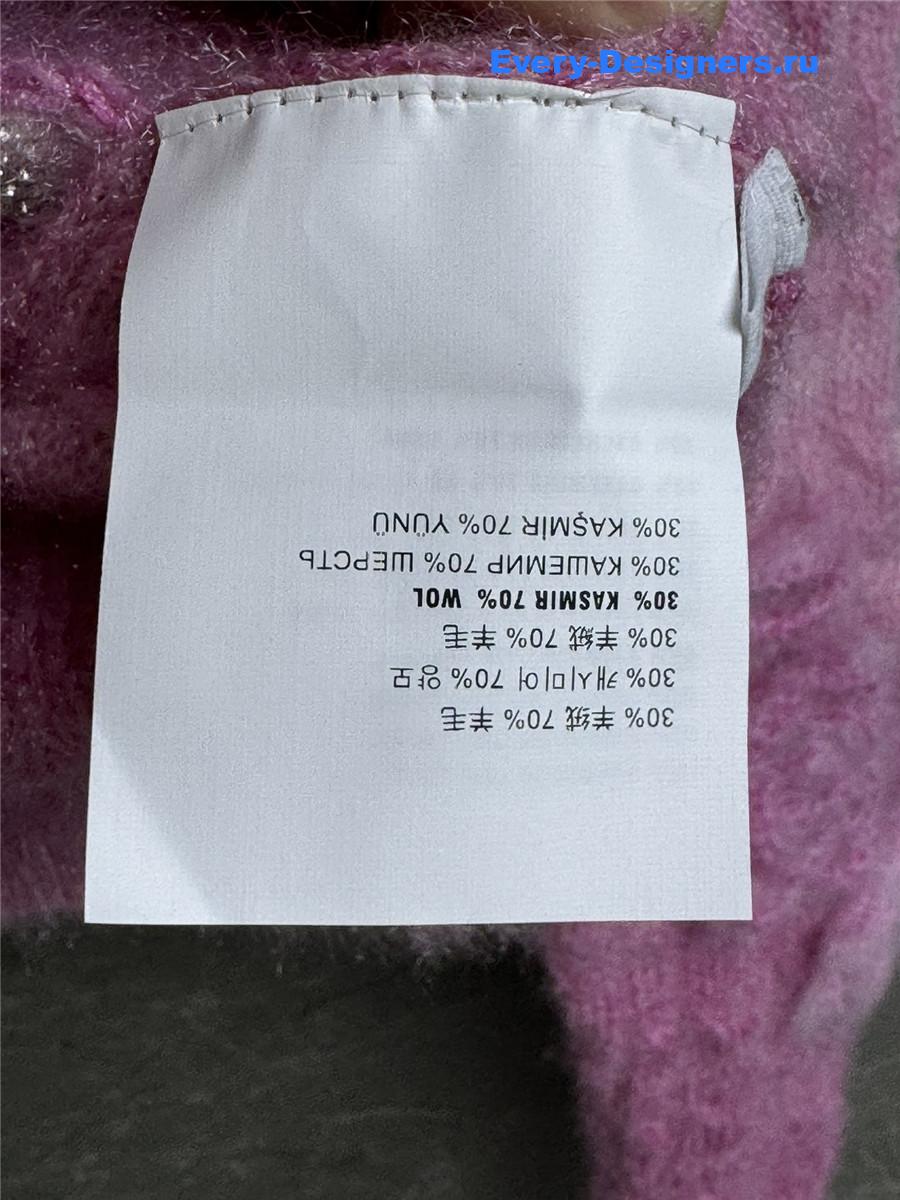 Every-Designers.ru
30% 羊绒 70% 羊毛
30% 캐시미어 70% 양모
30% 羊绒 70% 羊毛
30% KASMIR 70% WOL
30% КАШЕМИР 70% ШЕРСТЬ
30% KAŞMİR 70% YÜNÜ